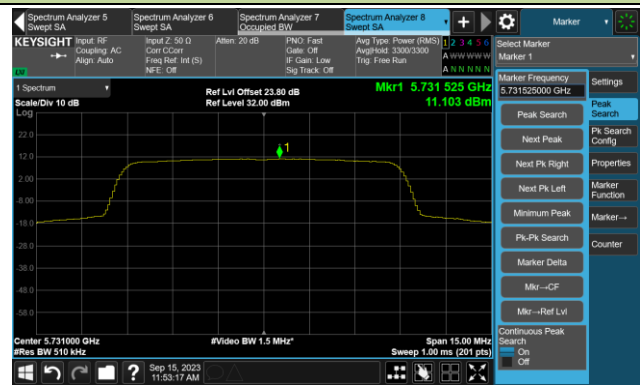 Spectrum Analyzer 5
Swept SA
Spectrum Analyzer 6
Swept SA
Spectrum Analyzer 7
Occupied BW
Spectrum Analyzer 8
Swept SA
Marker
KEYSIGHT
Input: RF
Coupling: AC
Align: Auto
Input Z: 50 Ω
Corr CCorr
Freq Ref: Int (S)
NFE: Off
Atten: 20 dB
PNO: Fast
Gate: Off
IF Gain: Low
Sig Track: Off
Avg Type: Power (RMS)
Avg|Hold: 3300/3300
Trig: Free Run
1 2 3 4 5 6
A W W W W W
A N N N N N
Select Marker
Marker 1
1 Spectrum
Scale/Div 10 dB
Log
Ref Lvl Offset 23.80 dB
Ref Level 32.00 dBm
Mkr1 5.731 525 GHz
11.103 dBm
1
22.0
12.0
2.00
-8.00
-18.0
-28.0
-38.0
-48.0
-58.0
Center 5.731000 GHz
#Res BW 510 kHz
#Video BW 1.5 MHz*
Span 15.00 MHz
Sweep 1.00 ms (201 pts)
Marker Frequency
5.731525000 GHz
Peak Search
Next Peak
Next Pk Right
Next Pk Left
Minimum Peak
Pk-Pk Search
Marker Delta
Mkr→CF
Mkr→Ref Lvl
Continuous Peak
Search
On
Off
Settings
Peak
Search
Pk Search
Config
Properties
Marker
Function
Marker→
Counter
?
Sep 15, 2023
11:53:17 AM